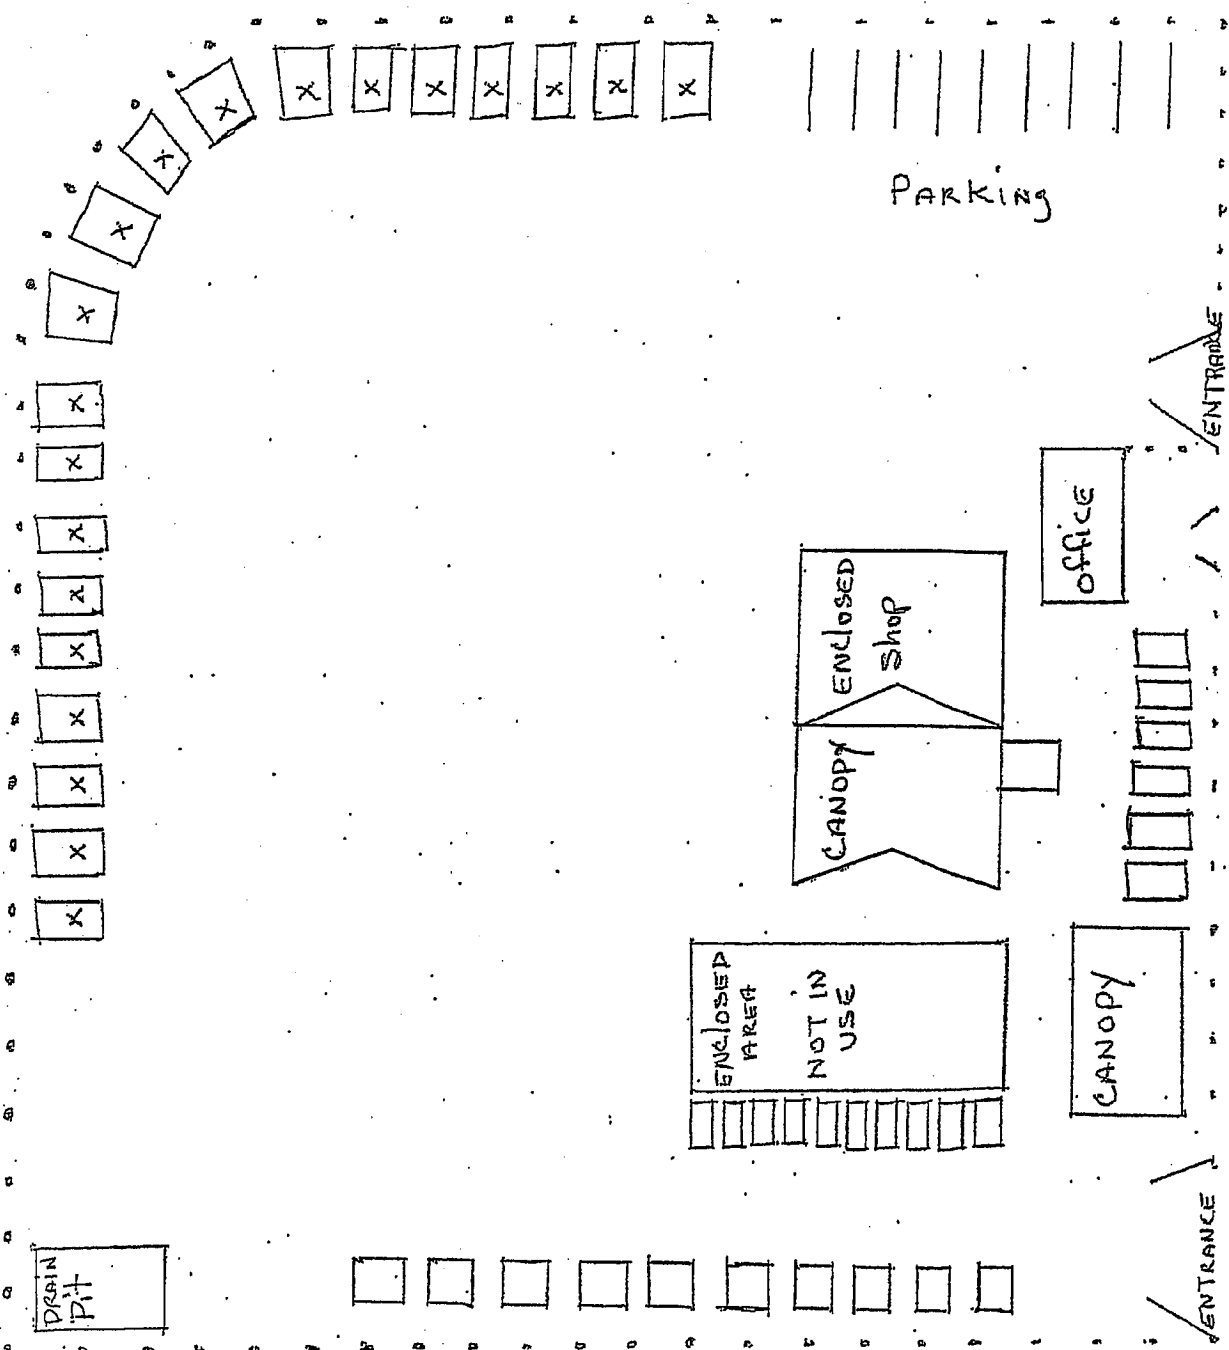 X X X X X X X
X
X
X
X
PARKING
X
X
X
X
X
X
X
X
X
ENTRANCE
Office
ENCLOSED
Shop
CANOPY
ENCLOSED
AREA
NOT IN
USE
CANOPY
DRAIN
Pit
ENTRANCE